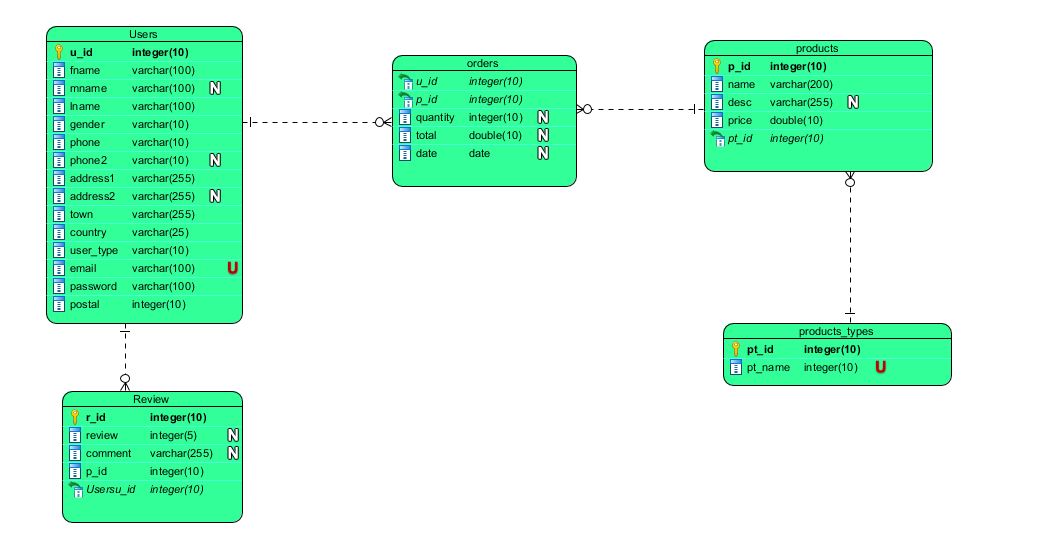 Users
u_id integer(10)
fname varchar(100)
mname varchar(100) N
lname varchar(100)
gender varchar(10)
phone varchar(10)
phone2 varchar(10) N
address1 varchar(255)
address2 varchar(255) N
town varchar(255)
country varchar(25)
user_type varchar(10)
email varchar(100) U
password varchar(100)
postal integer(10)
orders
u_id integer(10)
p_id integer(10)
quantity integer(10) N
total double(10) N
date date N
products
p_id integer(10)
name varchar(200)
desc varchar(255) N
price double(10)
pt_id integer(10)
products_types
pt_id integer(10)
pt_name integer(10) U
Review
r_id integer(10)
review integer(5) N
comment varchar(255) N
p_id integer(10)
Usersu_id integer(10)